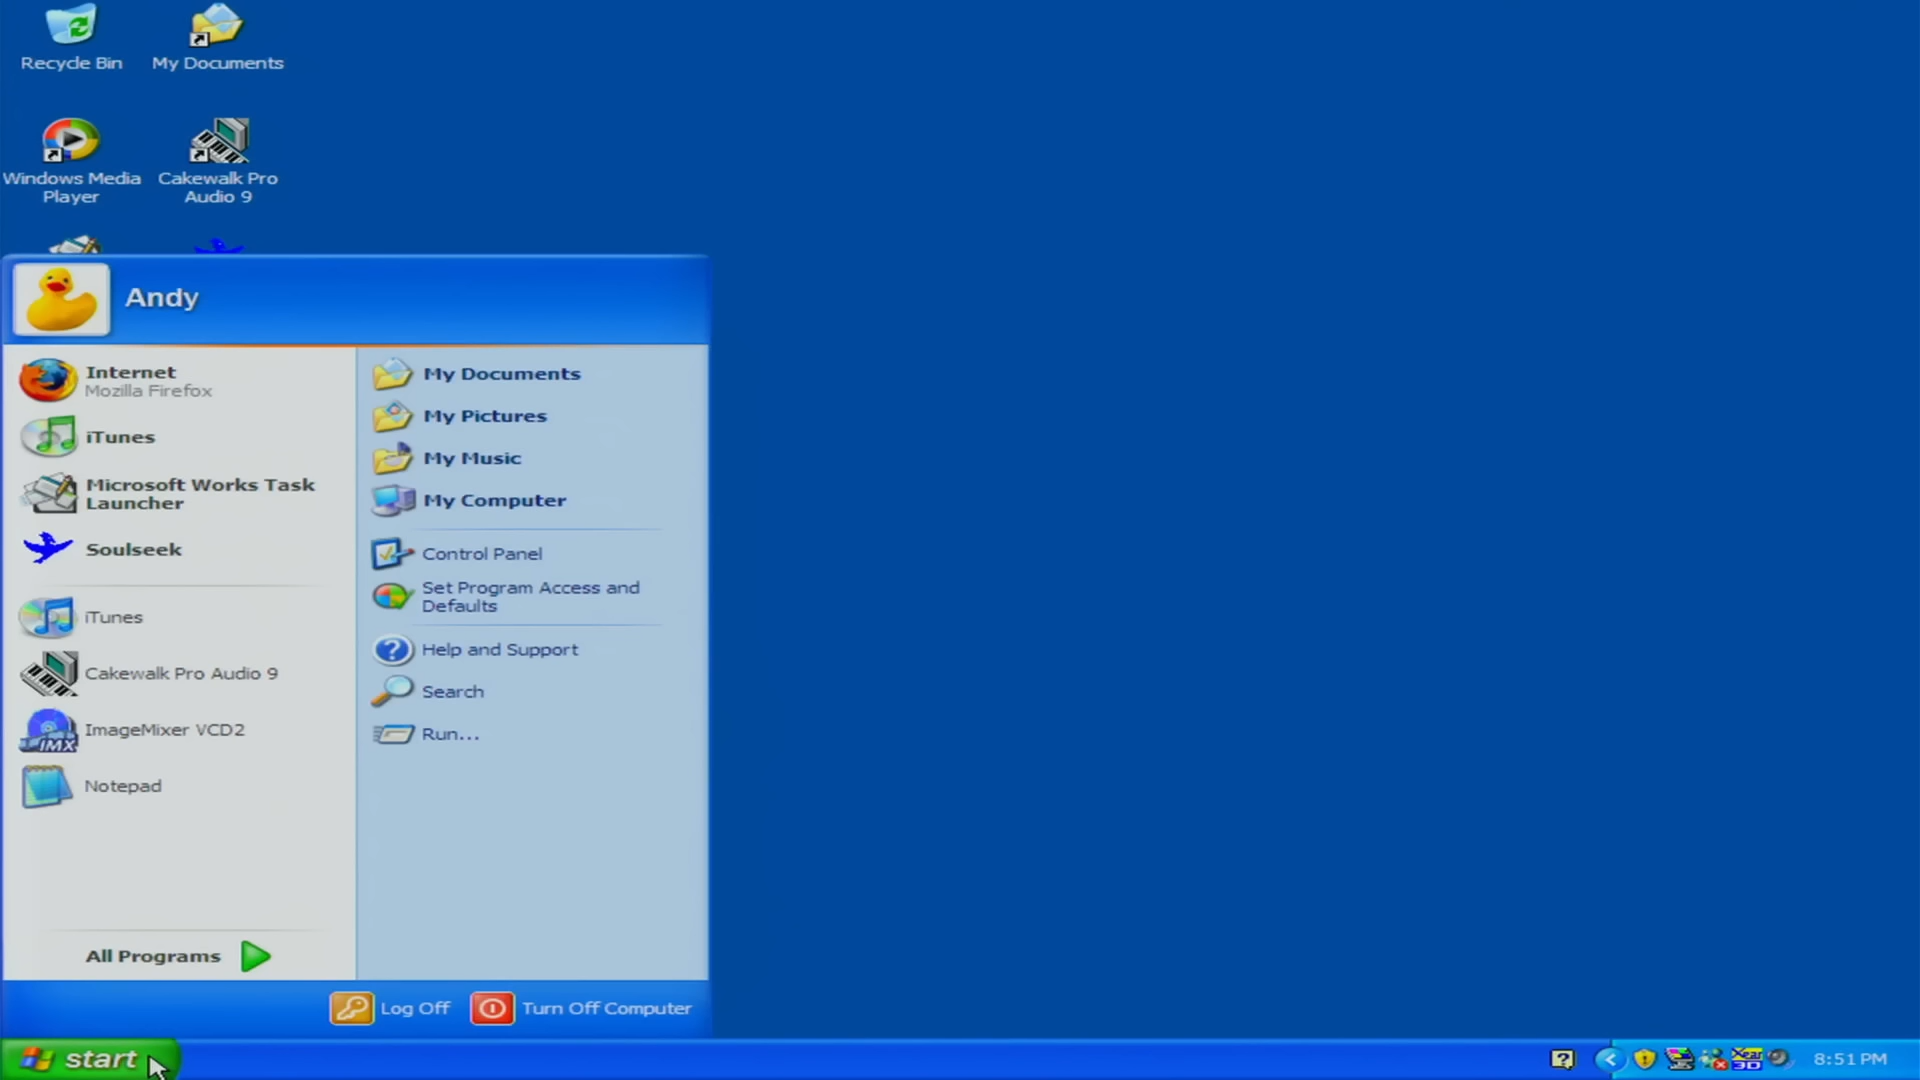 Recycle Bin
My Documents
Windows Media
Player
Cakewalk Pro
Audio 9
Andy
Internet
Mozilla Firefox
iTunes
Microsoft Works Task
Launcher
Soulseek
iTunes
Cakewalk Pro Audio 9
IMX
ImageMixer VCD2
Notepad
All Programs
My Documents
My Pictures
My Music
My Computer
Control Panel
Set Program Access and
Defaults
Help and Support
Search
Run...
Log Off
Turn Off Computer
start
Xear
3D
8:51 PM